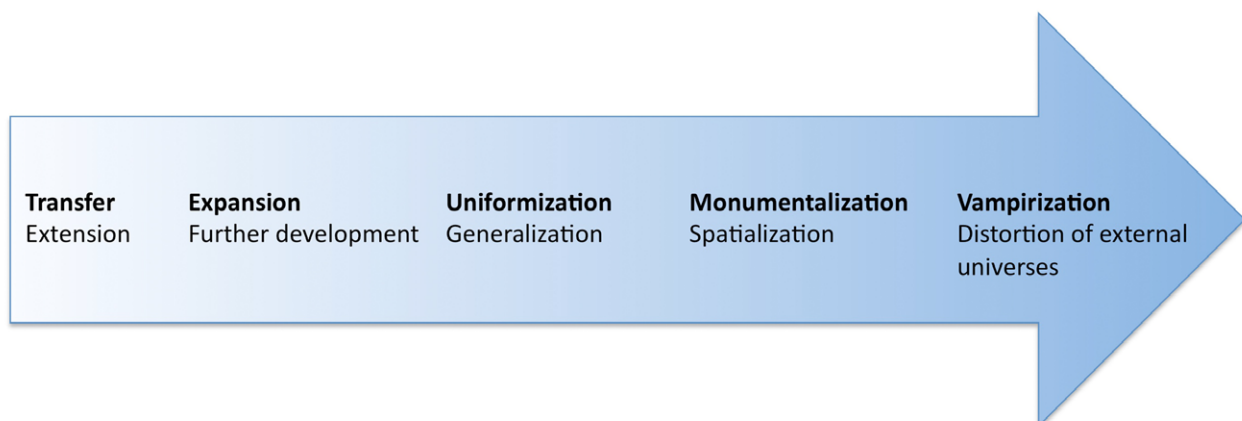 Transfer
Extension
Expansion
Further development
Uniformization
Generalization
Monumentalization
Spatialization
Vampirization
Distortion of external
universes